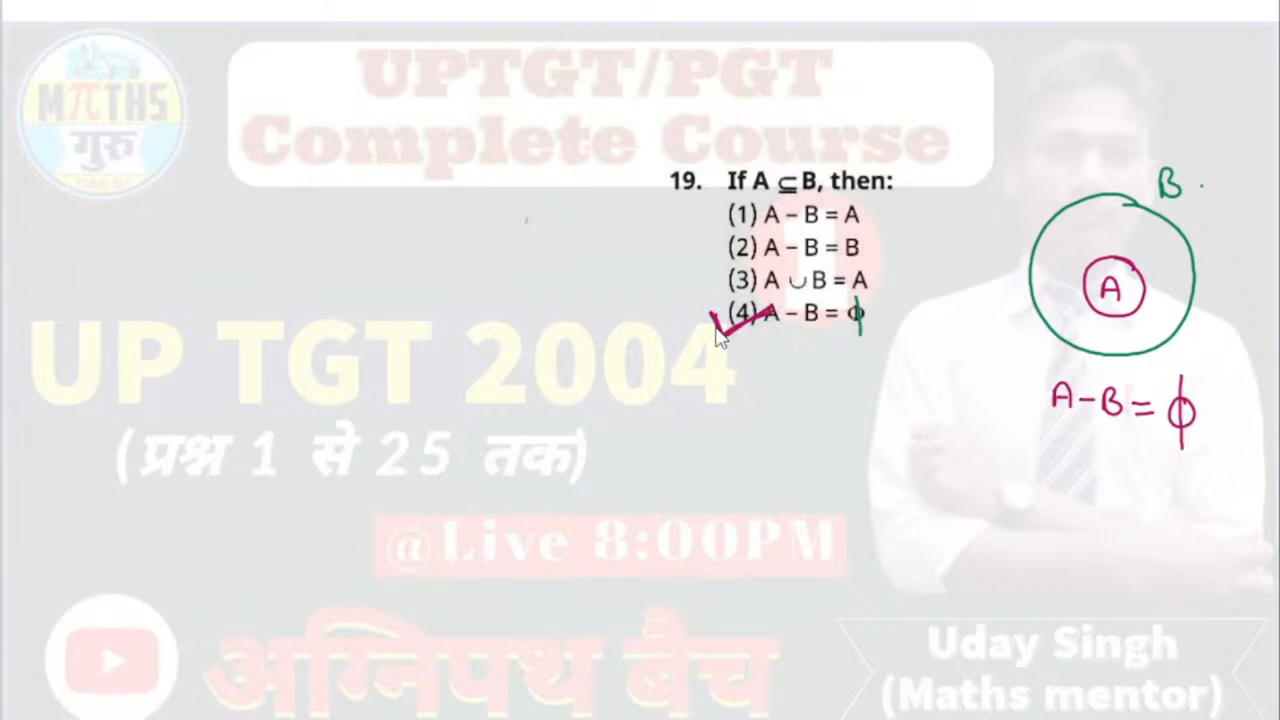 MπTHS
गुरु
UPTGT/PGT
Complete Course
19. If A ⊆ B, then:
(1) A – B = A
(2) A – B = B
(3) A ∪ B = A
(4) A – B = ϕ
B
A
A – B = ϕ
UP TGT 2004
(प्रश्न 1 से 25 तक)
@Live 8:00PM
अग्निपथ बैच
Uday Singh
(Maths mentor)